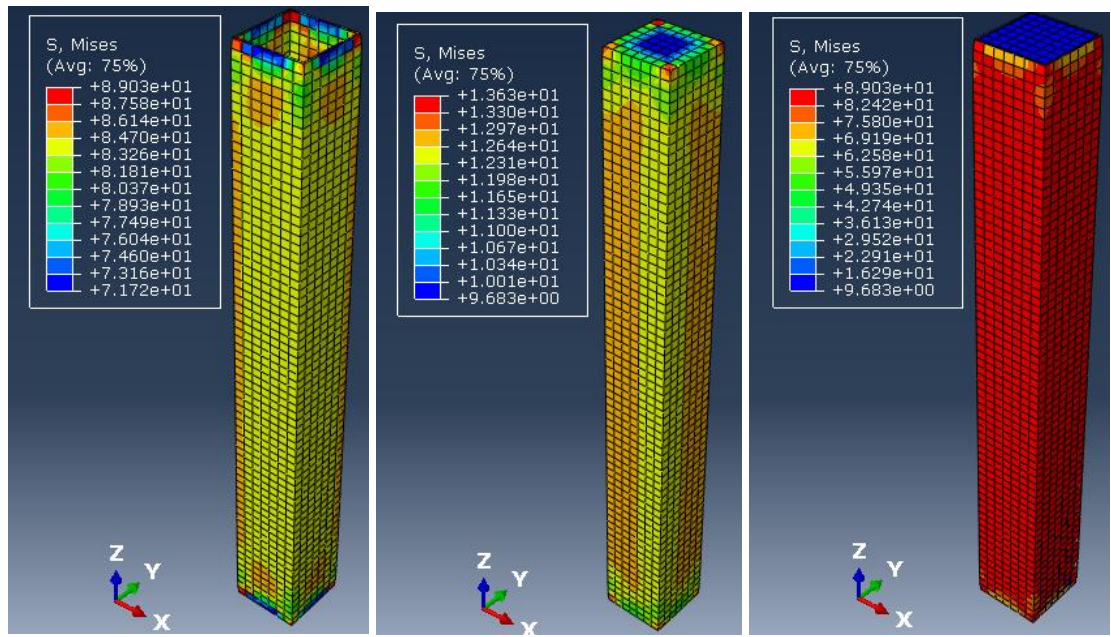 S, Mises
(Avg: 75%)
+8.903e+01
+8.758e+01
+8.614e+01
+8.470e+01
+8.326e+01
+8.181e+01
+8.037e+01
+7.893e+01
+7.749e+01
+7.604e+01
+7.460e+01
+7.316e+01
+7.172e+01
Z
Y
X
S, Mises
(Avg: 75%)
+1.363e+01
+1.330e+01
+1.297e+01
+1.264e+01
+1.231e+01
+1.198e+01
+1.165e+01
+1.133e+01
+1.100e+01
+1.067e+01
+1.034e+01
+1.001e+01
+9.683e+00
Z
Y
X
S, Mises
(Avg: 75%)
+8.903e+01
+8.242e+01
+7.580e+01
+6.919e+01
+6.258e+01
+5.597e+01
+4.935e+01
+4.274e+01
+3.613e+01
+2.952e+01
+2.291e+01
+1.629e+01
+9.683e+00
Z
Y
X